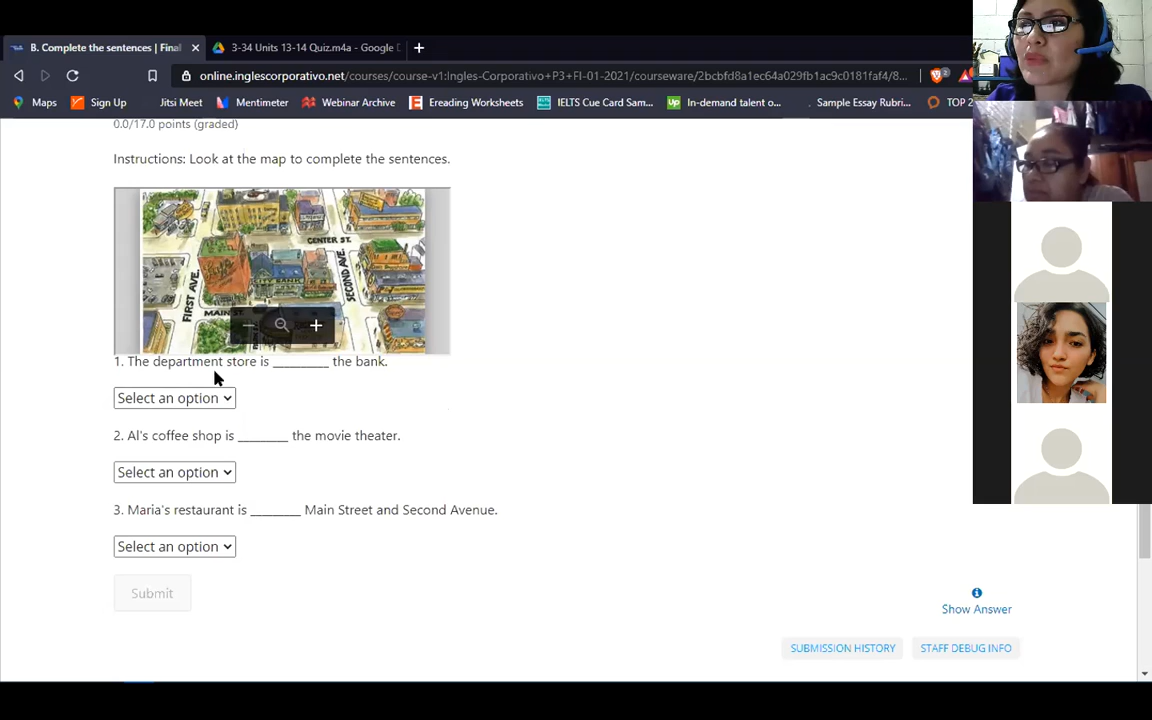 B. Complete the sentences | Final
3-34 Units 13-14 Quiz.m4a - Google D
online.inglescorporativo.net/courses/course-v1:Ingles-Corporativo+P3+FI-01-2021/courseware/2bcbfd8a1ec64a029fb1ac9c0181faf4/8...
Maps Sign Up Jitsi Meet Mentimeter Webinar Archive Ereading Worksheets IELTS Cue Card Sam... In-demand talent o... Sample Essay Rubri... TOP 2
0.0/17.0 points (graded)
Instructions: Look at the map to complete the sentences.
CENTER ST.
SECOND AVE.
FIRST AVE.
MAIN ST.
1. The department store is ________ the bank.
Select an option
2. Al's coffee shop is _______ the movie theater.
Select an option
3. Maria's restaurant is _______ Main Street and Second Avenue.
Select an option
Submit
Show Answer
SUBMISSION HISTORY STAFF DEBUG INFO